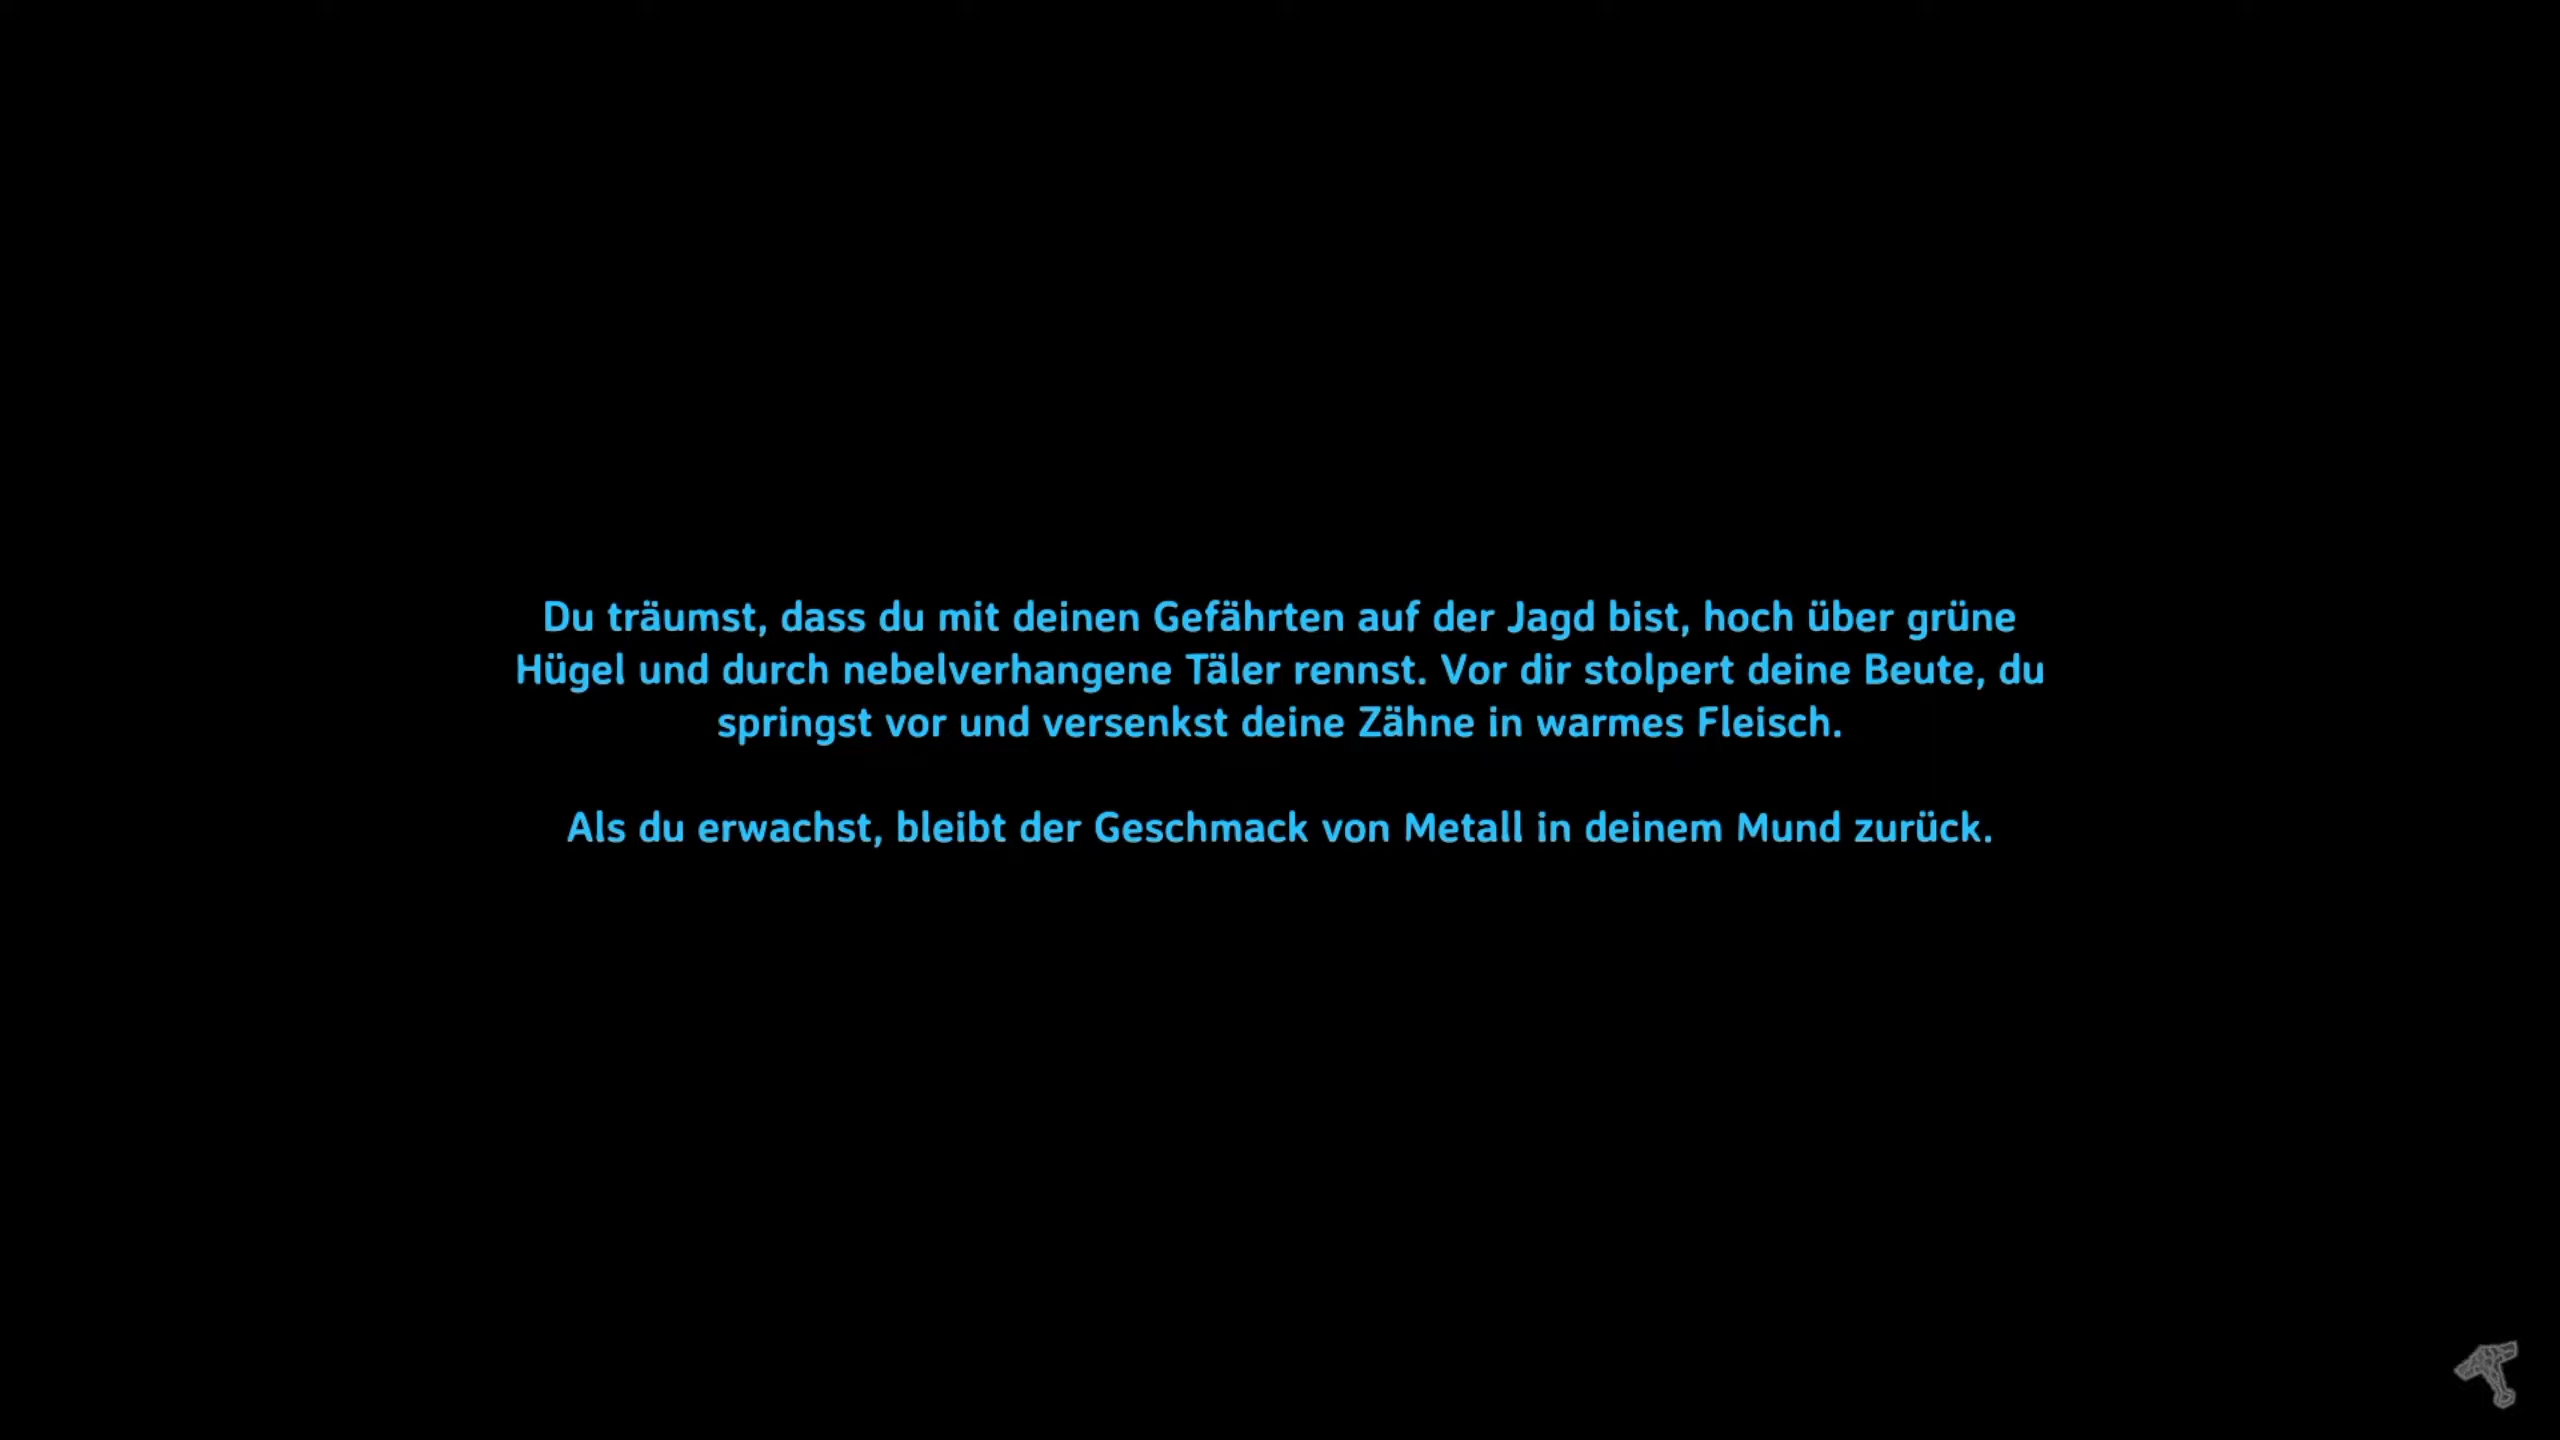 Du träumst, dass du mit deinen Gefährten auf der Jagd bist, hoch über grüne
Hügel und durch nebelverhangene Täler rennst. Vor dir stolpert deine Beute, du
springst vor und versenkst deine Zähne in warmes Fleisch.
Als du erwachst, bleibt der Geschmack von Metall in deinem Mund zurück.